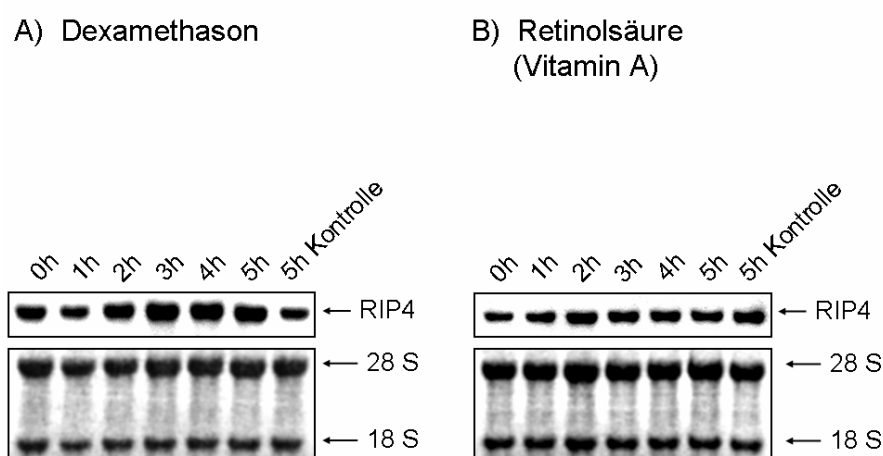 A) Dexamethason
0h 1h 2h 3h 4h 5h 5h Kontrolle
RIP4
28 S
18 S
B) Retinolsäure
(Vitamin A)
0h 1h 2h 3h 4h 5h 5h Kontrolle
RIP4
28 S
18 S